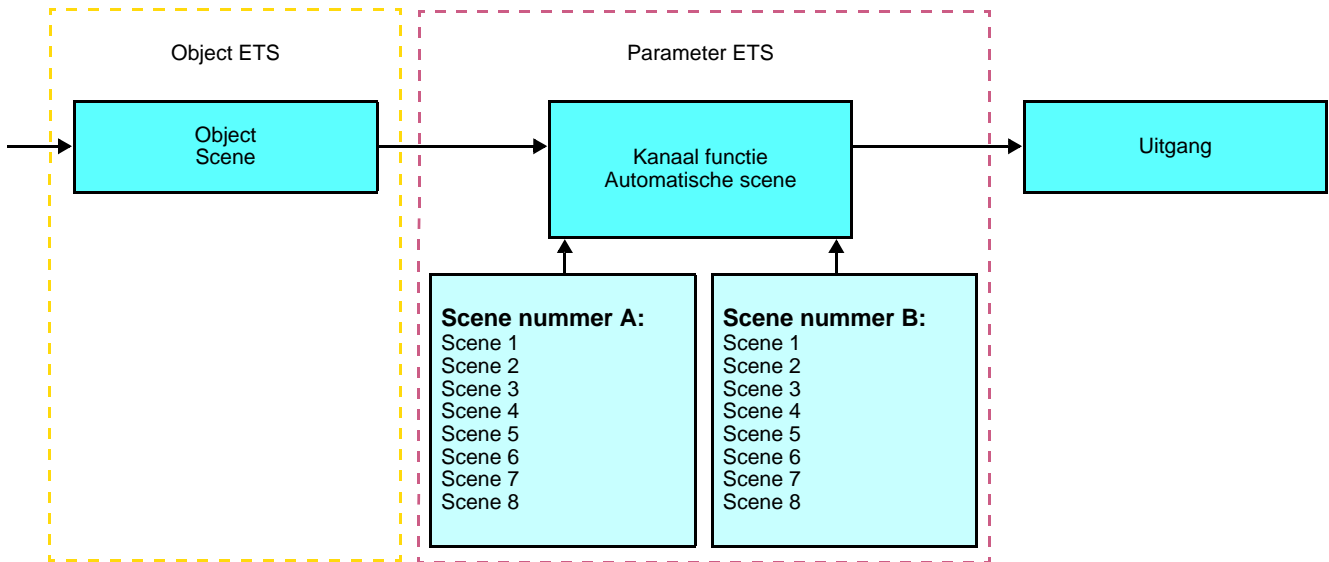 Object ETS
Parameter ETS
Object
Scene
Kanaal functie
Automatische scene
Uitgang
Scene nummer A:
Scene 1
Scene 2
Scene 3
Scene 4
Scene 5
Scene 6
Scene 7
Scene 8
Scene nummer B:
Scene 1
Scene 2
Scene 3
Scene 4
Scene 5
Scene 6
Scene 7
Scene 8